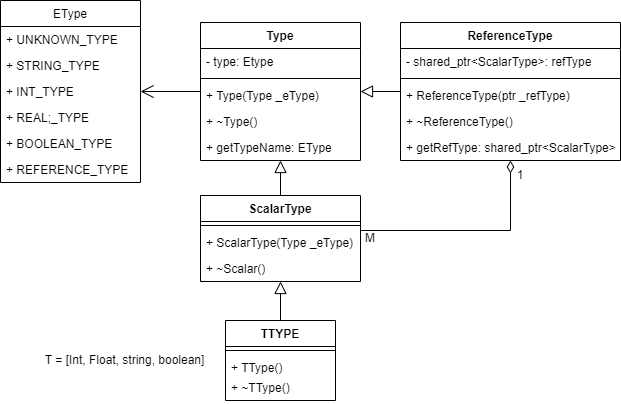 EType
+ UNKNOWN_TYPE
+ STRING_TYPE
+ INT_TYPE
+ REAL;_TYPE
+ BOOLEAN_TYPE
+ REFERENCE_TYPE
Type
- type: Etype
+ Type(Type _eType)
+ ~Type()
+ getTypeName: EType
ReferenceType
- shared_ptr<ScalarType>: refType
+ ReferenceType(ptr _refType)
+ ~ReferenceType()
+ getRefType: shared_ptr<ScalarType>
1
M
ScalarType
+ ScalarType(Type _eType)
+ ~Scalar()
T = [Int, Float, string, boolean]
TTYPE
+ TType()
+ ~TType()